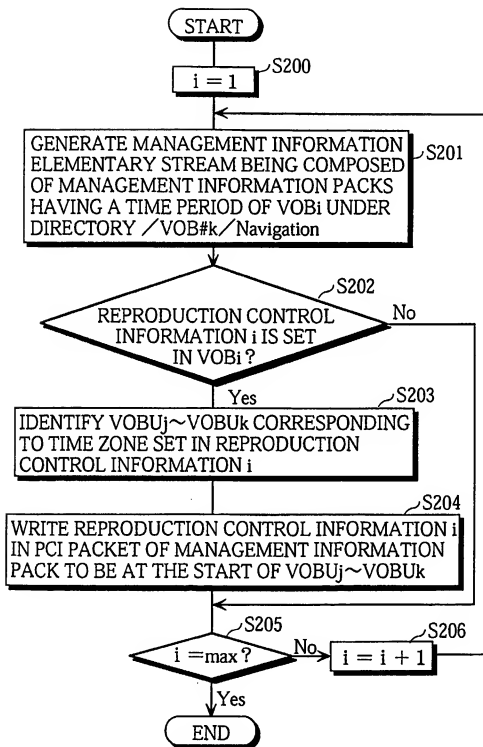 START
S200
i = 1
S201
GENERATE MANAGEMENT INFORMATION
ELEMENTARY STREAM BEING COMPOSED
OF MANAGEMENT INFORMATION PACKS
HAVING A TIME PERIOD OF VOBi UNDER
DIRECTORY /VOB#k/Navigation
S202
REPRODUCTION CONTROL
INFORMATION i IS SET
IN VOBi?
No
Yes
S203
IDENTIFY VOBUj~VOBUk CORRESPONDING
TO TIME ZONE SET IN REPRODUCTION
CONTROL INFORMATION i
S204
WRITE REPRODUCTION CONTROL INFORMATION i
IN PCI PACKET OF MANAGEMENT INFORMATION
PACK TO BE AT THE START OF VOBUj~VOBUk
S205
i =max?
No
S206
i = i + 1
Yes
END